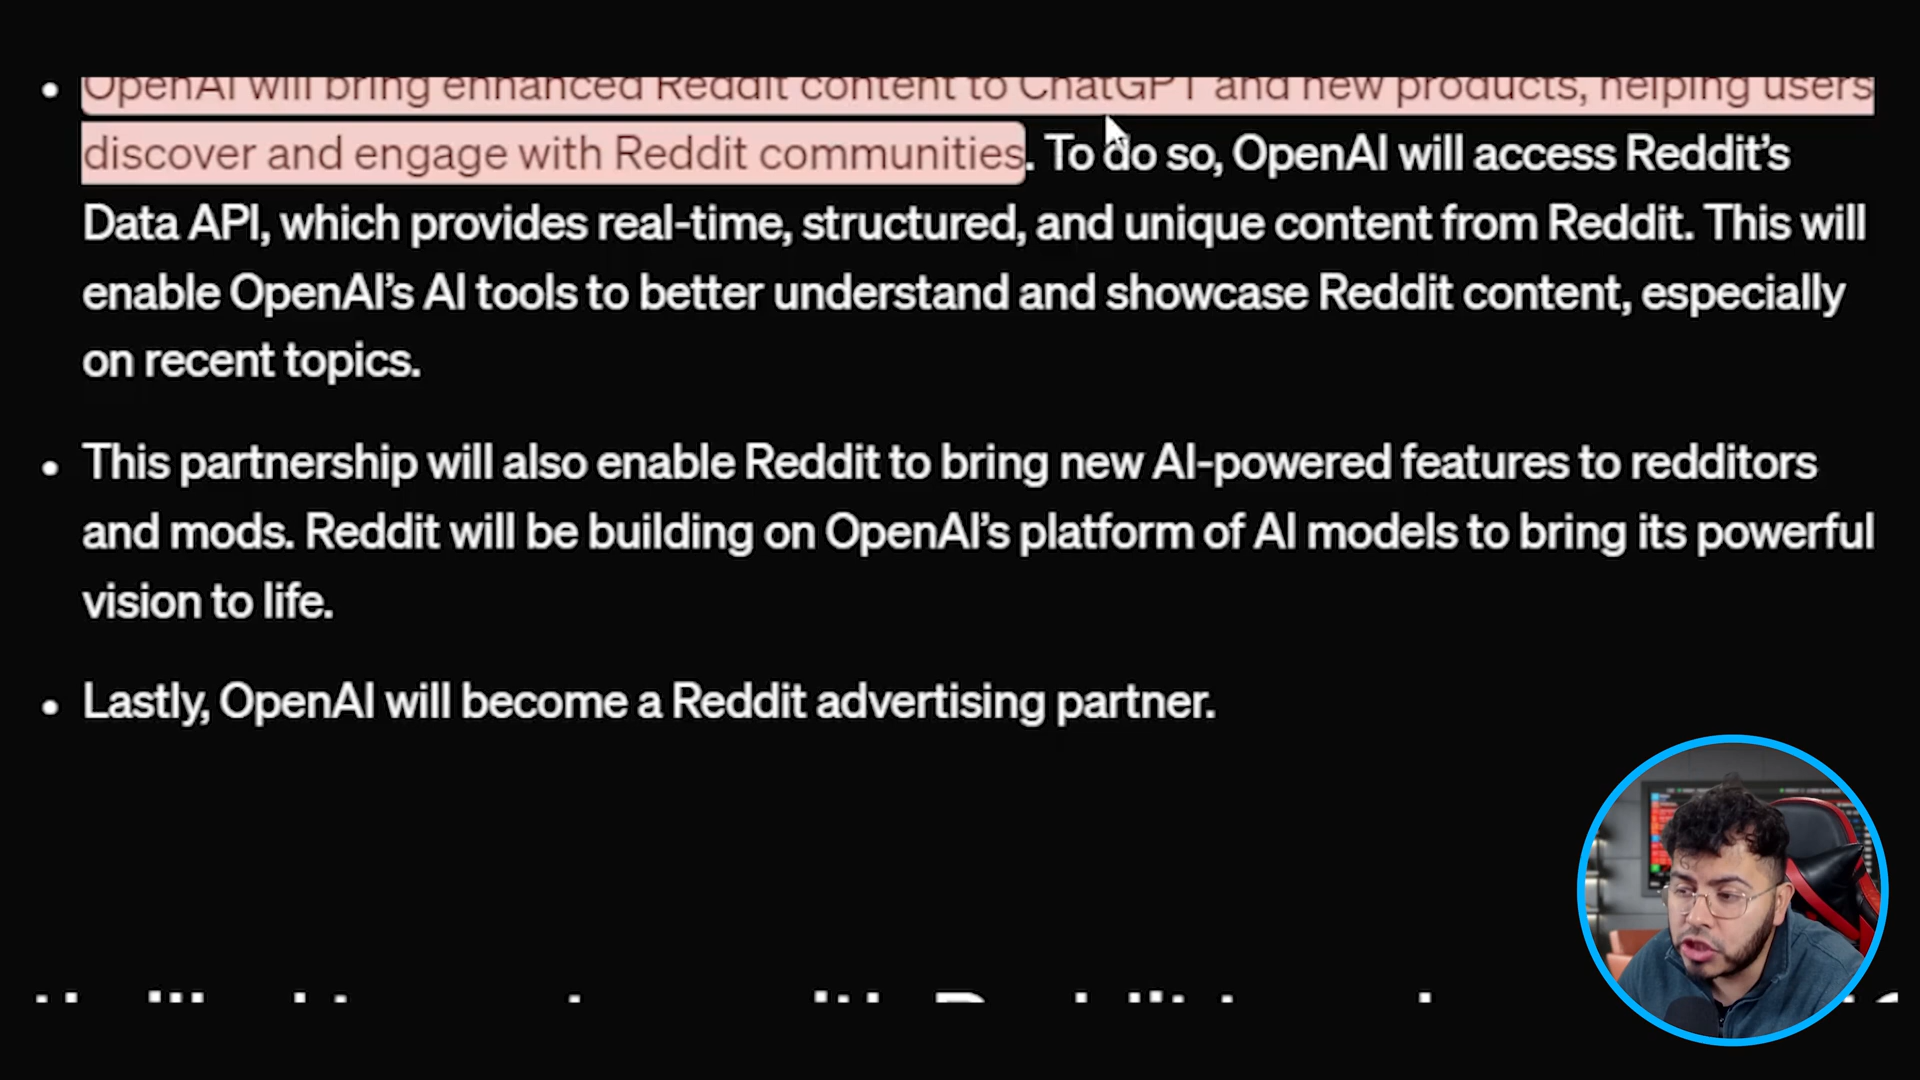 OpenAI will bring enhanced Reddit content to ChatGPT and new products, helping users
discover and engage with Reddit communities. To do so, OpenAI will access Reddit’s
Data API, which provides real-time, structured, and unique content from Reddit. This will
enable OpenAI’s AI tools to better understand and showcase Reddit content, especially
on recent topics.
This partnership will also enable Reddit to bring new AI-powered features to redditors
and mods. Reddit will be building on OpenAI’s platform of AI models to bring its powerful
vision to life.
Lastly, OpenAI will become a Reddit advertising partner.